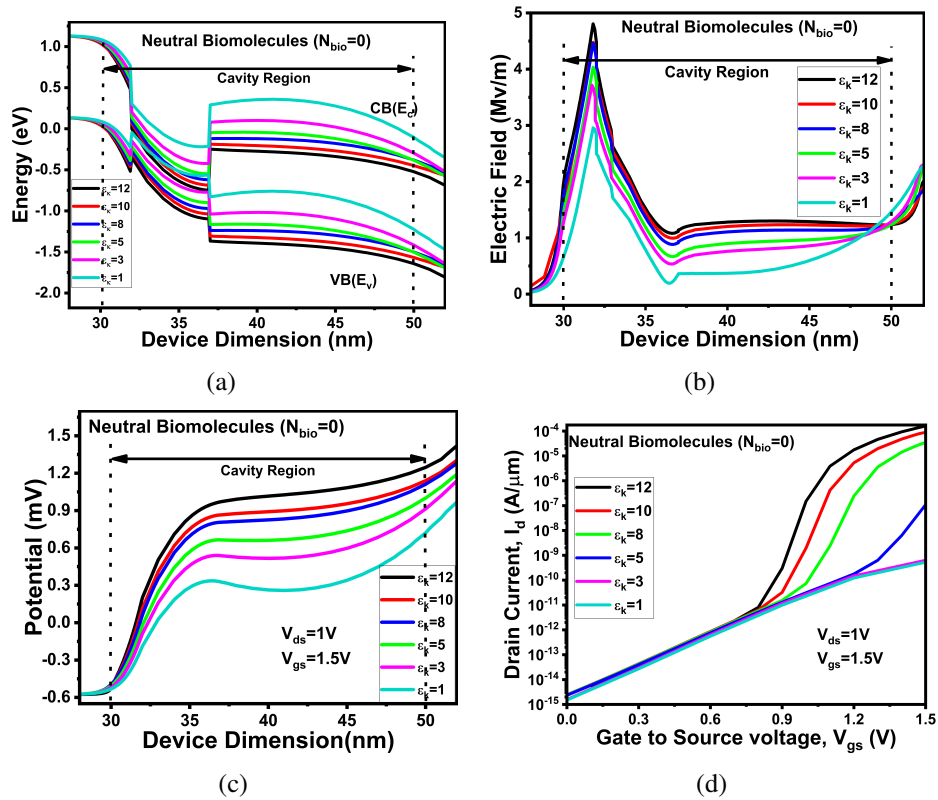 Neutral Biomolecules (N_bio=0)
Cavity Region
CB(E_c)
VB(E_v)
ε_k=12
ε_k=10
ε_k=8
ε_k=5
ε_k=3
ε_k=1
Energy (eV)
1.0
0.0
-0.5
-1.0
-1.5
-2.0
30
35
40
45
50
Device Dimension (nm)
(a)
Neutral Biomolecules (N_bio=0)
Cavity Region
ε_k=12
ε_k=10
ε_k=8
ε_k=5
ε_k=3
ε_k=1
Electric Field (Mv/m)
5
4
3
2
1
0
30
35
40
45
50
Device Dimension (nm)
(b)
Neutral Biomolecules (N_bio=0)
Cavity Region
ε_k=12
ε_k=10
ε_k=8
ε_k=5
ε_k=3
ε_k=1
V_ds=1V
V_gs=1.5V
Potential (mV)
1.5
1.2
0.9
0.6
0.3
0.0
-0.3
-0.6
30
35
40
45
50
Device Dimension(nm)
(c)
Neutral Biomolecules (N_bio=0)
ε_k=12
ε_k=10
ε_k=8
ε_k=5
ε_k=3
ε_k=1
V_ds=1V
V_gs=1.5V
Drain Current, I_d (A/μm)
10^-4
10^-5
10^-6
10^-7
10^-8
10^-9
10^-10
10^-11
10^-12
10^-13
10^-14
10^-15
0.0
0.3
0.6
0.9
1.2
1.5
Gate to Source voltage, V_gs (V)
(d)